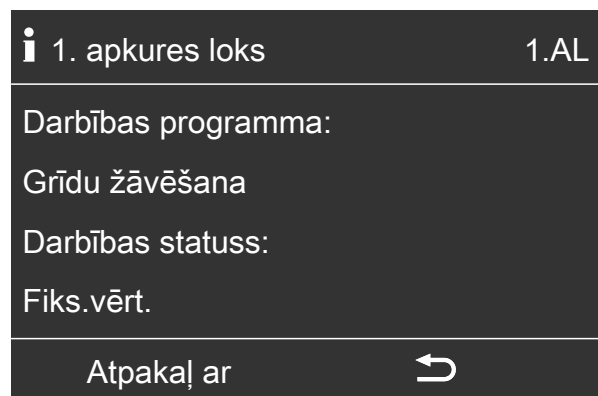 1. apkures loks 1.AL
Darbības programma:
Grīdu žāvēšana
Darbības statuss:
Fiks.vērt.
Atpakaļ ar